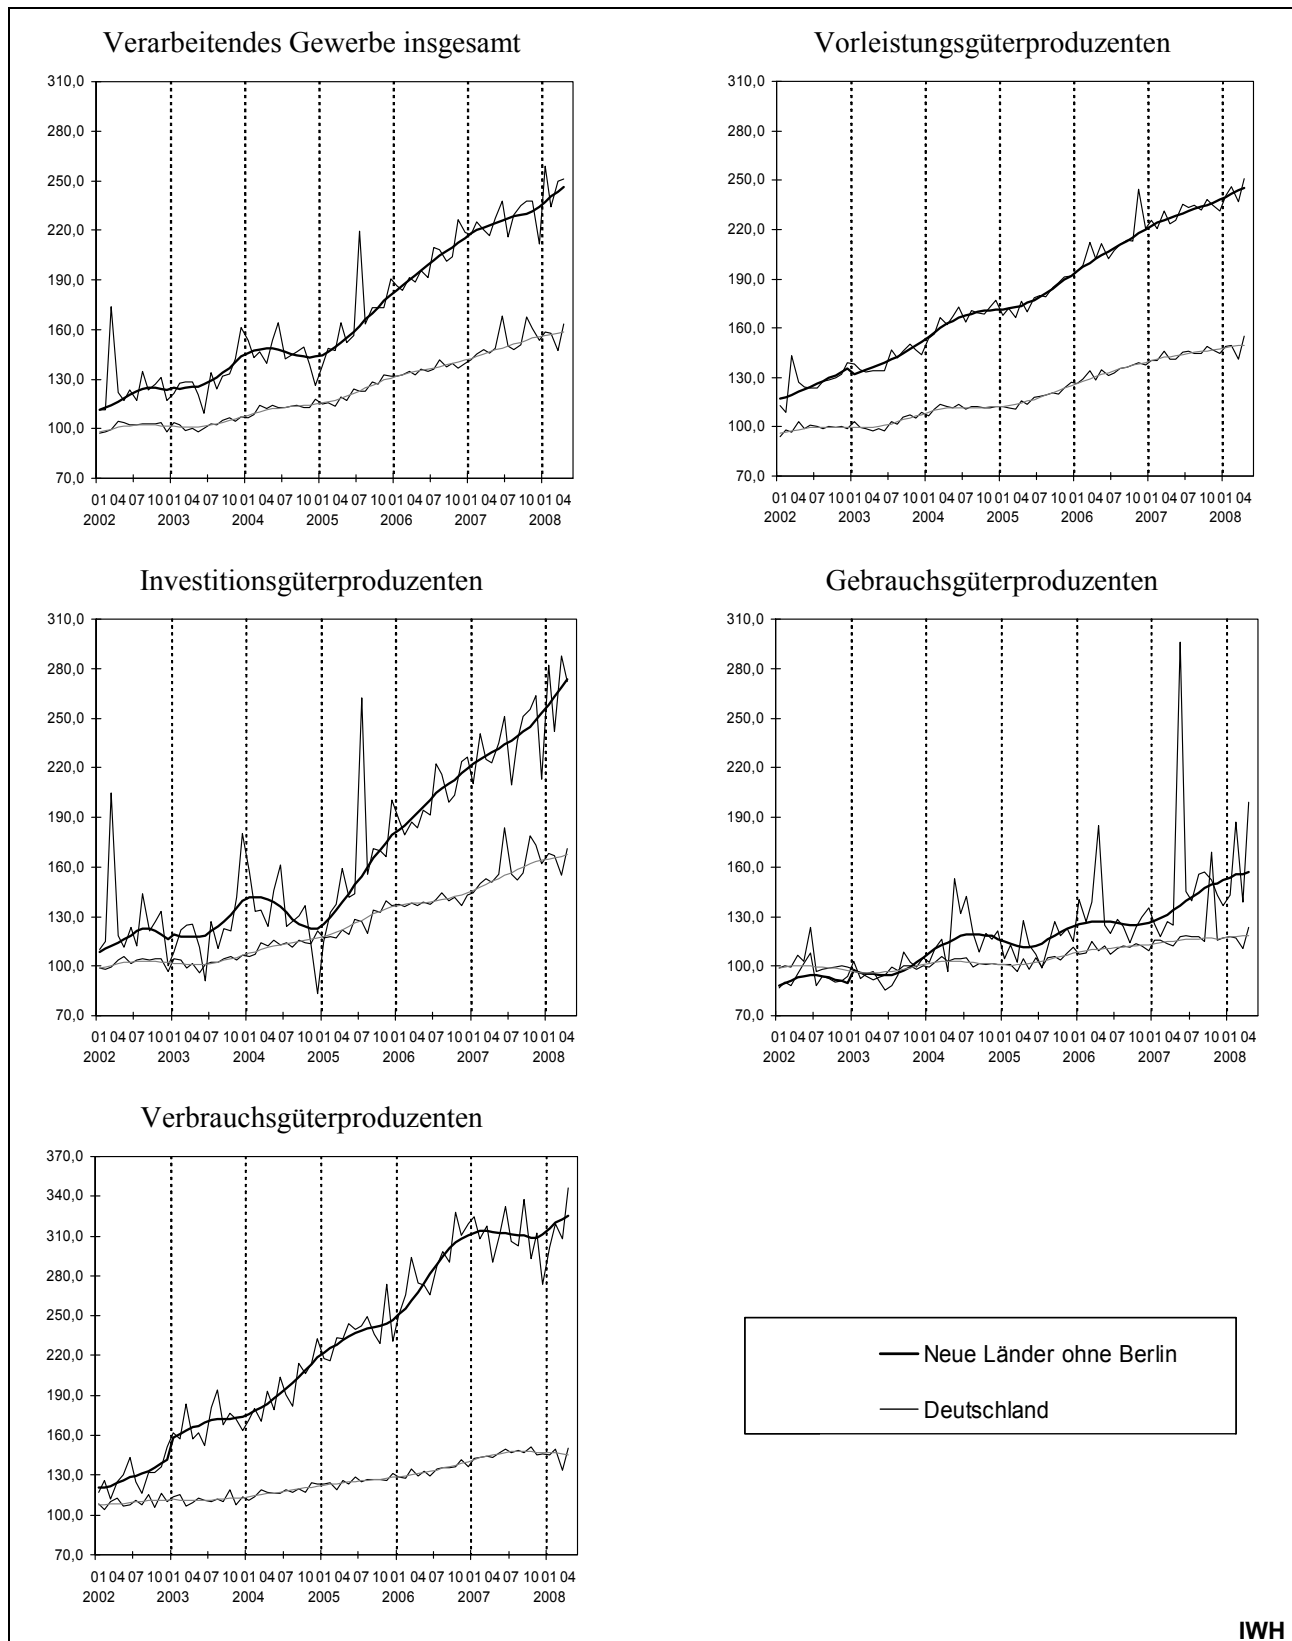 Verarbeitendes Gewerbe insgesamt
310,0
280,0
250,0
220,0
190,0
160,0
130,0
100,0
70,0
01 04 07 10 01 04 07 10 01 04 07 10 01 04 07 10 01 04 07 10 01 04 07 10 01 04
2002 2003 2004 2005 2006 2007 2008
Vorleistungsgüterproduzenten
310,0
280,0
250,0
220,0
190,0
160,0
130,0
100,0
70,0
01 04 07 10 01 04 07 10 01 04 07 10 01 04 07 10 01 04 07 10 01 04 07 10 01 04
2002 2003 2004 2005 2006 2007 2008
Investitionsgüterproduzenten
310,0
280,0
250,0
220,0
190,0
160,0
130,0
100,0
70,0
01 04 07 10 01 04 07 10 01 04 07 10 01 04 07 10 01 04 07 10 01 04 07 10 01 04
2002 2003 2004 2005 2006 2007 2008
Gebrauchsgüterproduzenten
310,0
280,0
250,0
220,0
190,0
160,0
130,0
100,0
70,0
01 04 07 10 01 04 07 10 01 04 07 10 01 04 07 10 01 04 07 10 01 04 07 10 01 04
2002 2003 2004 2005 2006 2007 2008
Verbrauchsgüterproduzenten
370,0
340,0
310,0
280,0
250,0
220,0
190,0
160,0
130,0
100,0
70,0
01 04 07 10 01 04 07 10 01 04 07 10 01 04 07 10 01 04 07 10 01 04 07 10 01 04
2002 2003 2004 2005 2006 2007 2008
Neue Länder ohne Berlin
Deutschland
IWH